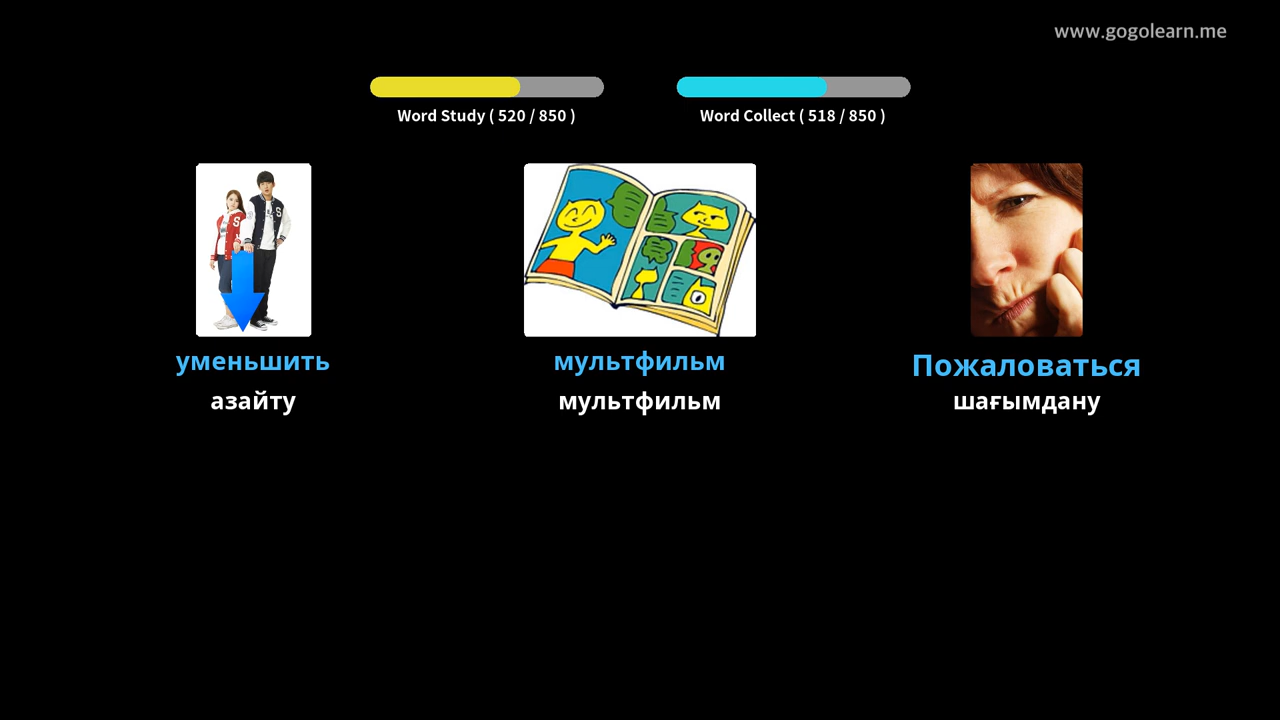 www.gogolearn.me
Word Study ( 520 / 850 )
Word Collect ( 518 / 850 )
уменьшить
мультфильм
Пожаловаться
азайту
мультфильм
шағымдану